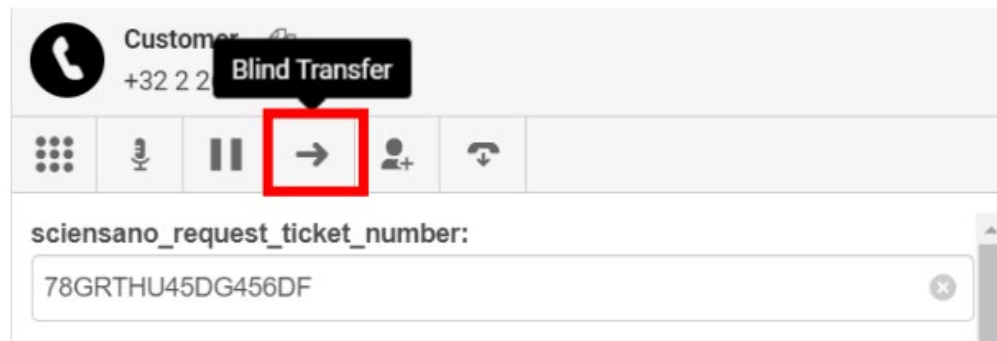 Customer
+32 2 2
Blind Transfer
sciensano_request_ticket_number:
78GRTHU45DG456DF